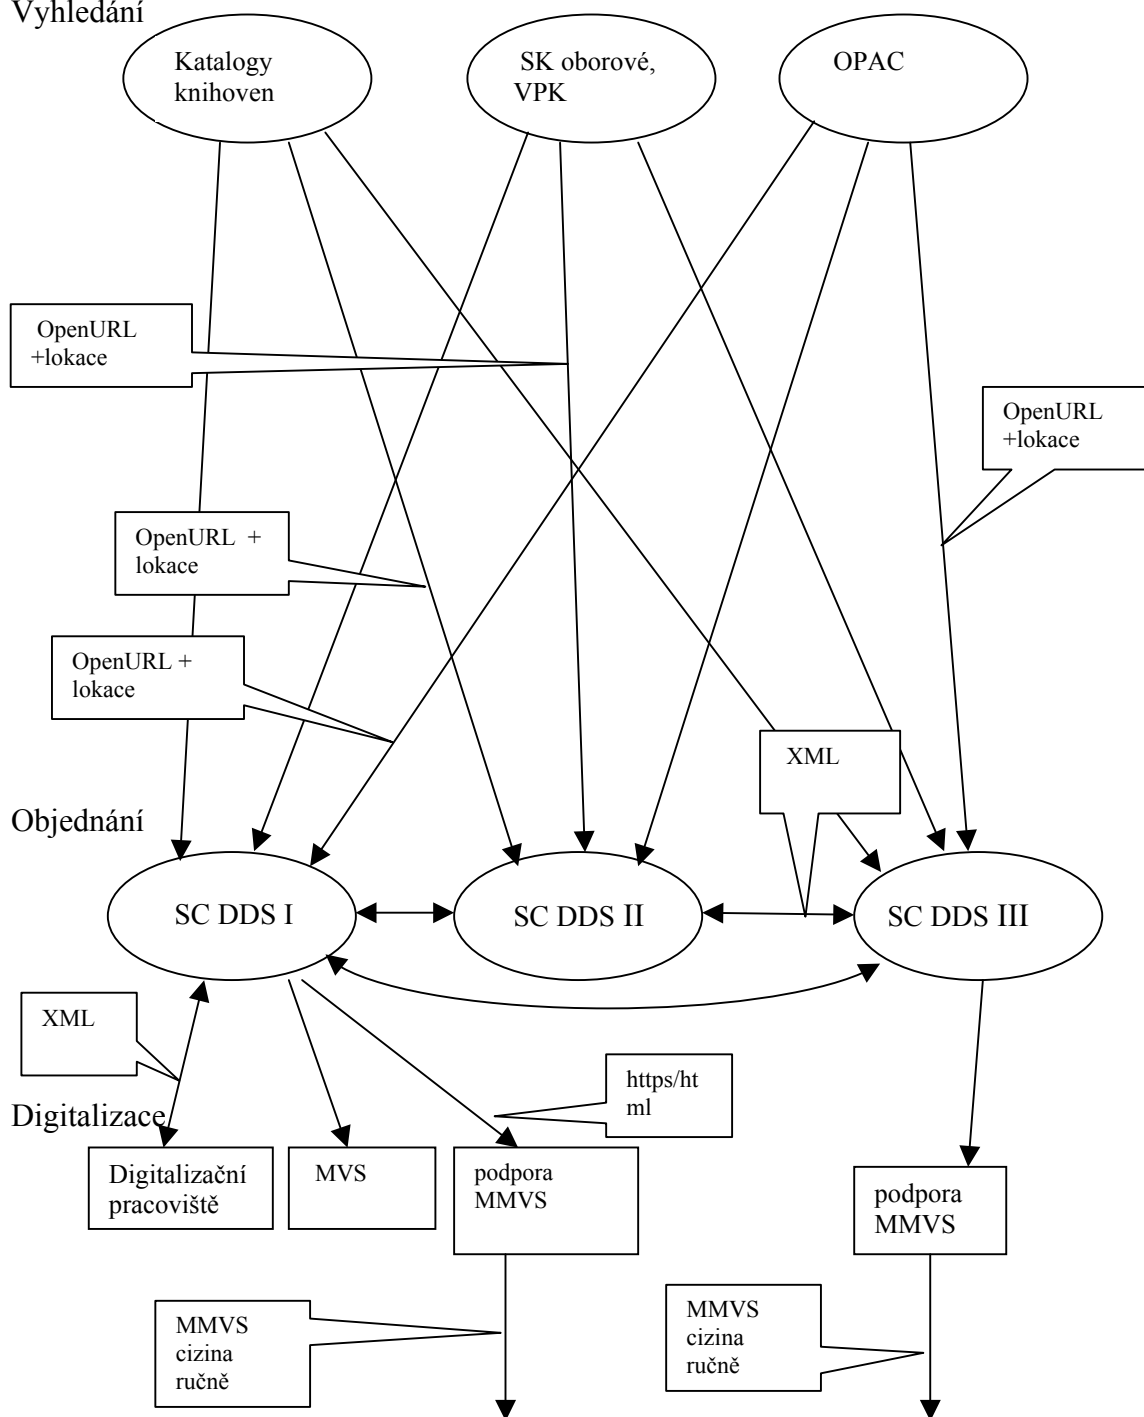 Vyhledání
Katalogy
knihoven
SK oborové,
VPK
OPAC
OpenURL
+lokace
OpenURL
+lokace
OpenURL +
lokace
OpenURL +
lokace
XML
Objednání
SC DDS I
SC DDS II
SC DDS III
XML
https/ht
ml
Digitalizace
Digitalizační
pracoviště
MVS
podpora
MMVS
podpora
MMVS
MMVS
cizina
ručně
MMVS
cizina
ručně